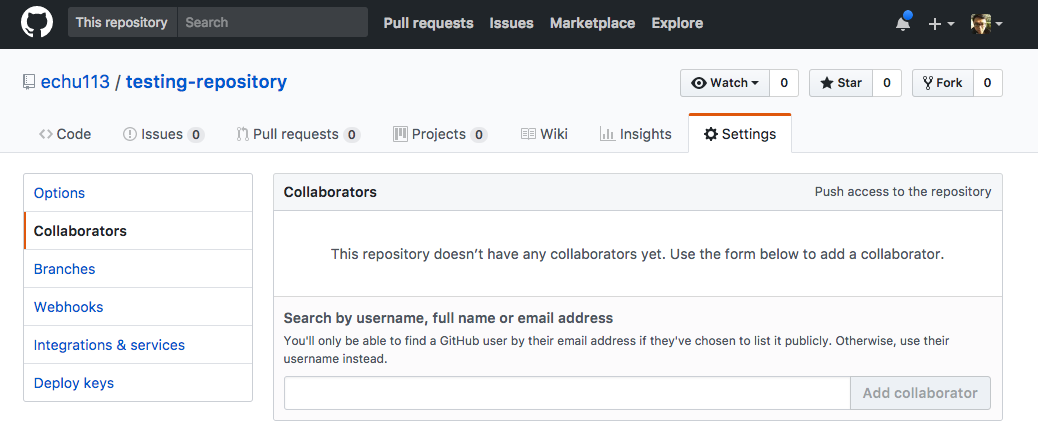 This repository Search Pull requests Issues Marketplace Explore
echu113 / testing-repository Watch 0 Star 0 Fork 0
Code Issues 0 Pull requests 0 Projects 0 Wiki Insights Settings
Options
Collaborators
Branches
Webhooks
Integrations & services
Deploy keys
Collaborators Push access to the repository
This repository doesn't have any collaborators yet. Use the form below to add a collaborator.
Search by username, full name or email address
You'll only be able to find a GitHub user by their email address if they've chosen to list it publicly. Otherwise, use their
username instead.
Add collaborator